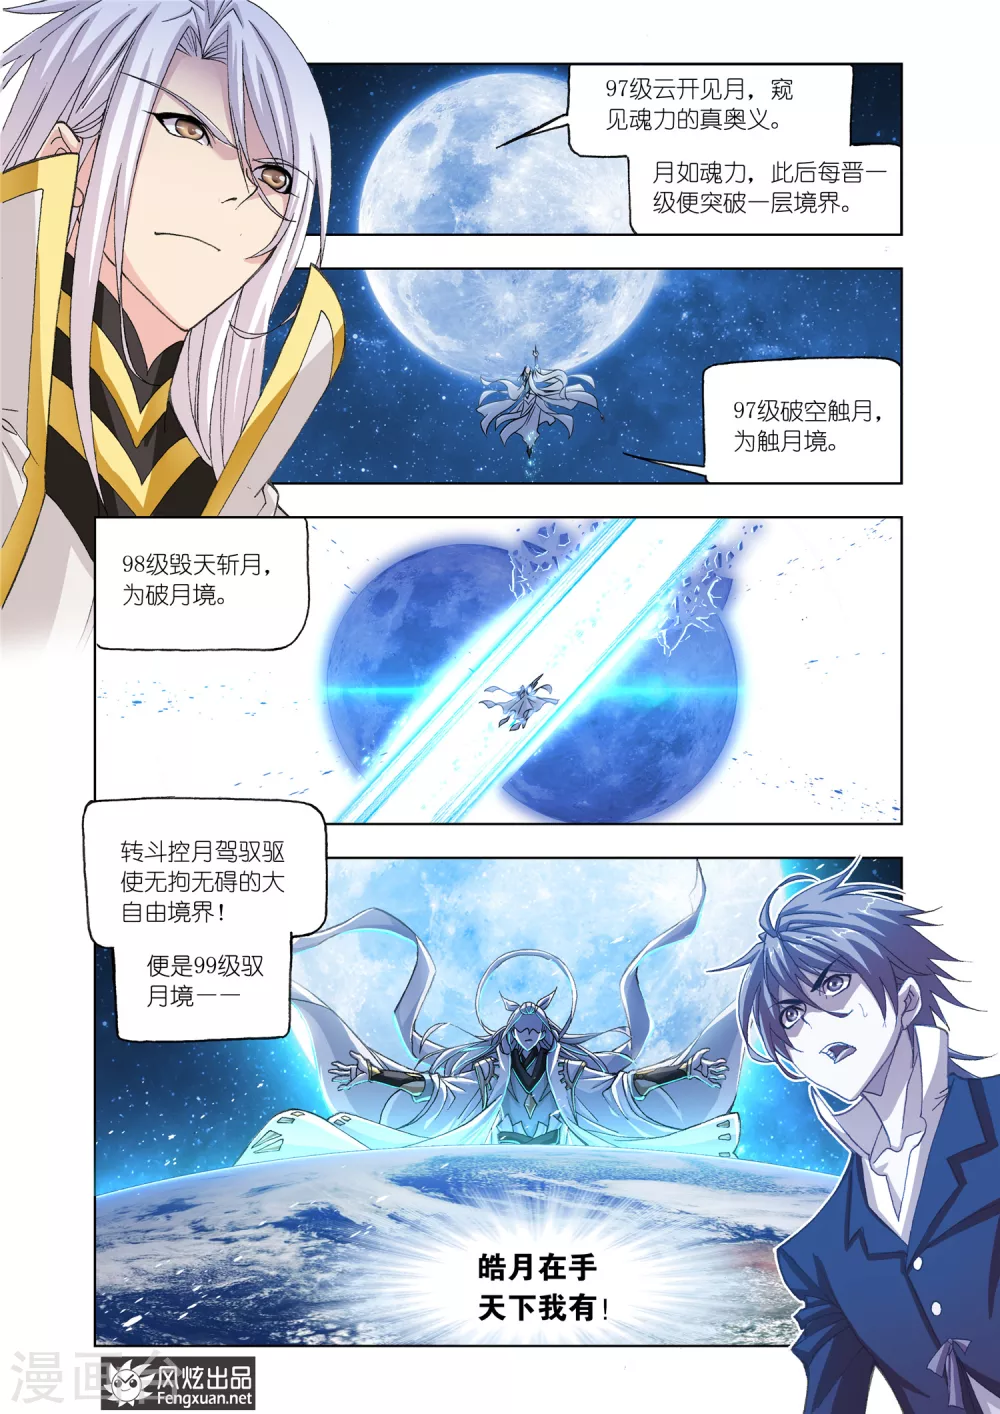 97级云开见月，窥
见魂力的真奥义。
月如魂力，此后每晋一
级便突破一层境界。
97级破空触月，
为触月境。
98级毁天斩月，
为破月境。
转斗控月驾驭驱
使无拘无碍的大
自由境界！
便是99级驭
月境——
皓月在手
天下我有！
漫画台
风炫出品
Fengxuan.net